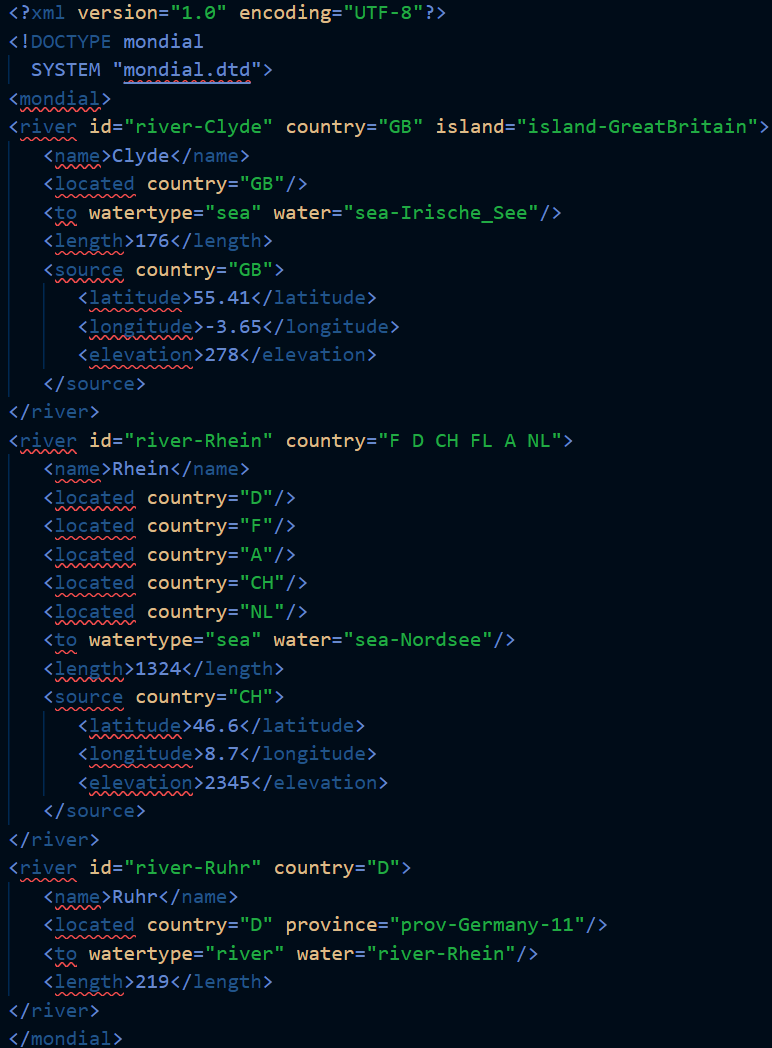 <?xml version="1.0" encoding="UTF-8"?>
<!DOCTYPE mondial
  SYSTEM "mondial.dtd">
<mondial>
<river id="river-Clyde" country="GB" island="island-GreatBritain">
   <name>Clyde</name>
   <located country="GB"/>
   <to watertype="sea" water="sea-Irische_See"/>
   <length>176</length>
   <source country="GB">
      <latitude>55.41</latitude>
      <longitude>-3.65</longitude>
      <elevation>278</elevation>
   </source>
</river>
<river id="river-Rhein" country="F D CH FL A NL">
   <name>Rhein</name>
   <located country="D"/>
   <located country="F"/>
   <located country="A"/>
   <located country="CH"/>
   <located country="NL"/>
   <to watertype="sea" water="sea-Nordsee"/>
   <length>1324</length>
   <source country="CH">
      <latitude>46.6</latitude>
      <longitude>8.7</longitude>
      <elevation>2345</elevation>
   </source>
</river>
<river id="river-Ruhr" country="D">
   <name>Ruhr</name>
   <located country="D" province="prov-Germany-11"/>
   <to watertype="river" water="river-Rhein"/>
   <length>219</length>
</river>
</mondial>